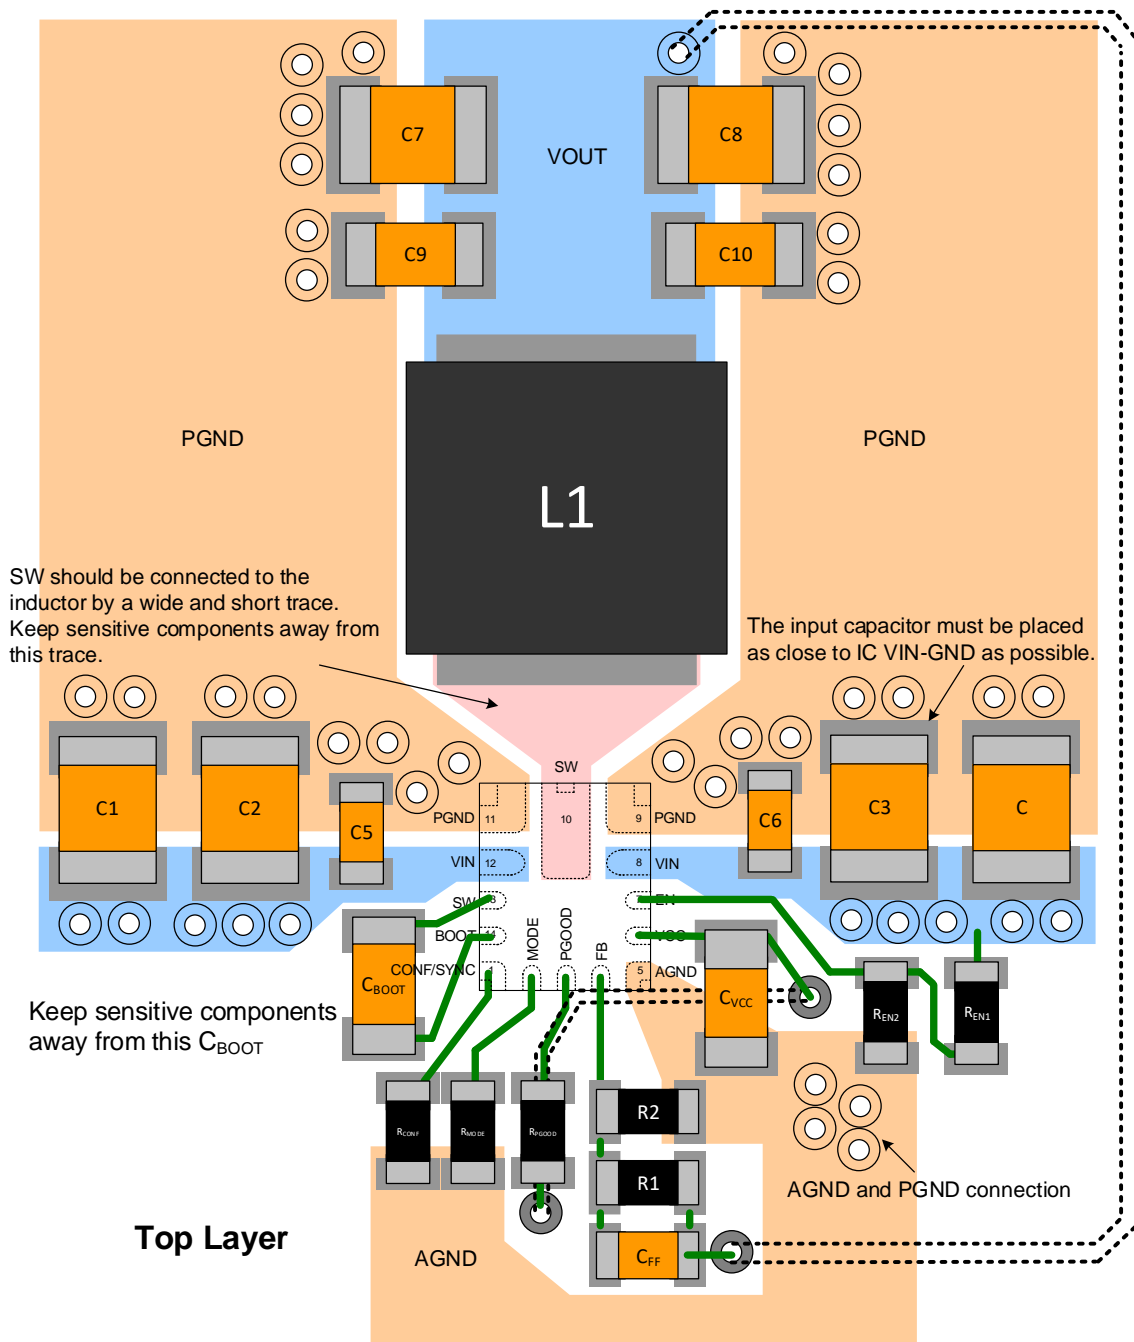 C7
C8
VOUT
C9
C10
PGND
PGND
L1
SW should be connected to the
inductor by a wide and short trace.
Keep sensitive components away from
this trace.
The input capacitor must be placed
as close to IC VIN-GND as possible.
SW
C1
C2
C5
PGND
11
10
9
PGND
C6
C3
C
VIN
12
8
VIN
SW
EN
BOOT
VCC
MODE
PGOOD
FB
CONF/SYNC
1
5
AGND
CBOOT
CVCC
REN2
REN1
Keep sensitive components
away from this CBOOT
RCONF
RMODE
RPGOOD
R2
R1
AGND and PGND connection
Top Layer
AGND
CFF